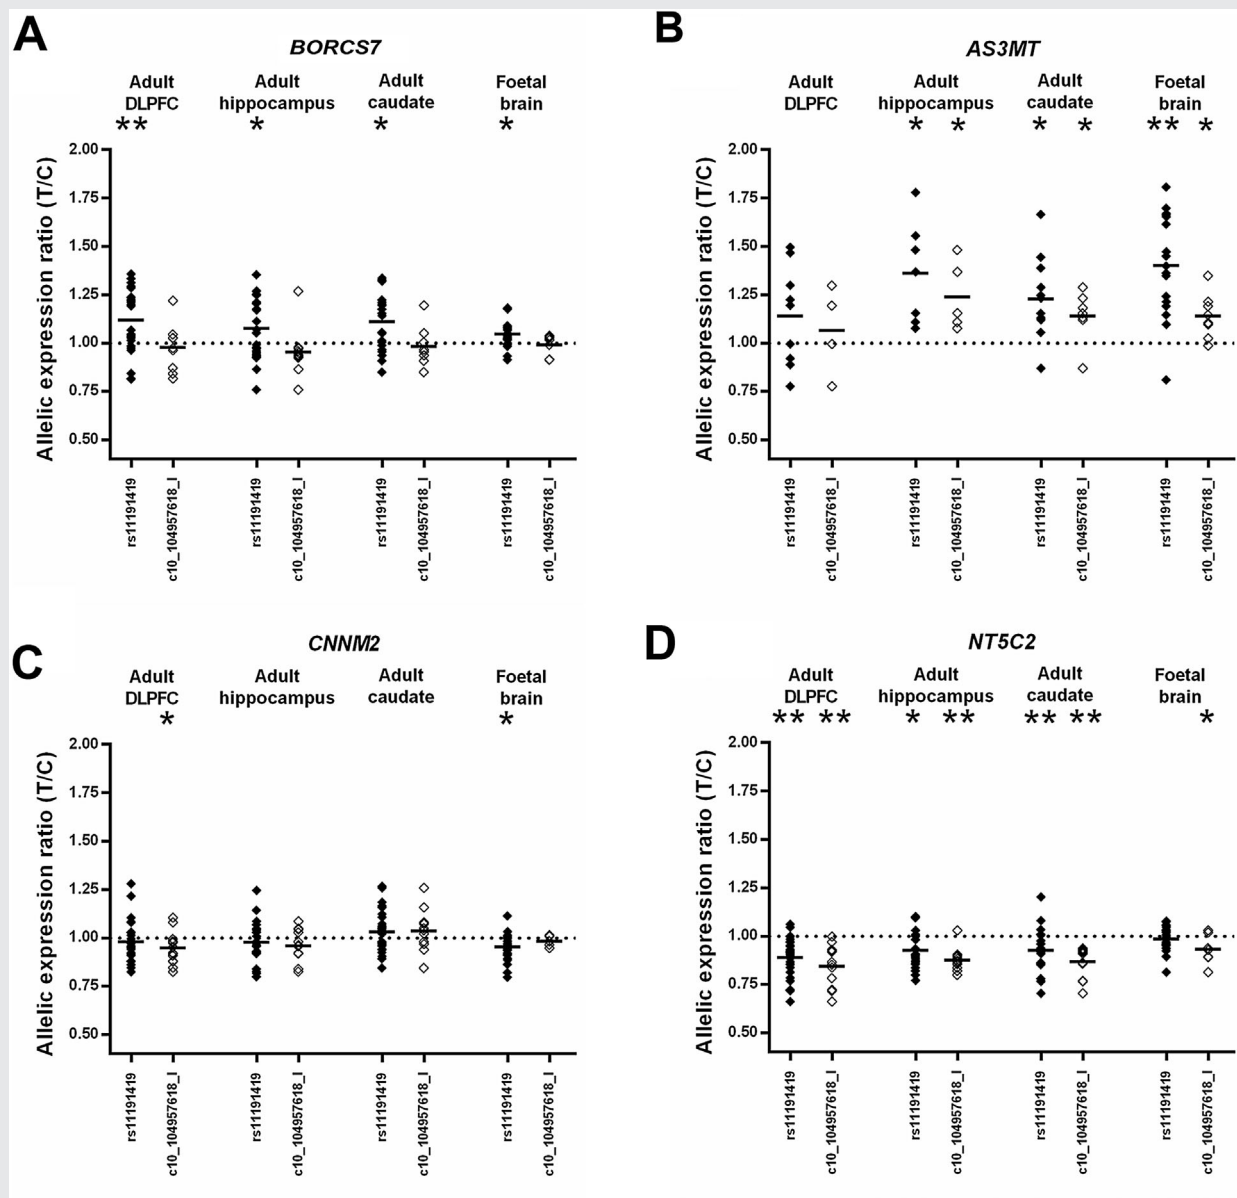 A
BORCS7
Adult DLPFC
Adult hippocampus
Adult caudate
Foetal brain
** * * *
Allelic expression ratio (T/C)
2.00
1.75
1.50
1.25
1.00
0.75
0.50
rs11191419
c10_104957618_I
rs11191419
c10_104957618_I
rs11191419
c10_104957618_I
rs11191419
c10_104957618_I
B
AS3MT
Adult DLPFC
Adult hippocampus
Adult caudate
Foetal brain
* * * * ** *
Allelic expression ratio (T/C)
2.00
1.75
1.50
1.25
1.00
0.75
0.50
rs11191419
c10_104957618_I
rs11191419
c10_104957618_I
rs11191419
c10_104957618_I
rs11191419
c10_104957618_I
C
CNNM2
Adult DLPFC
Adult hippocampus
Adult caudate
Foetal brain
* *
Allelic expression ratio (T/C)
2.00
1.75
1.50
1.25
1.00
0.75
0.50
rs11191419
c10_104957618_I
rs11191419
c10_104957618_I
rs11191419
c10_104957618_I
rs11191419
c10_104957618_I
D
NT5C2
Adult DLPFC
Adult hippocampus
Adult caudate
Foetal brain
** ** * ** ** ** *
Allelic expression ratio (T/C)
2.00
1.75
1.50
1.25
1.00
0.75
0.50
rs11191419
c10_104957618_I
rs11191419
c10_104957618_I
rs11191419
c10_104957618_I
rs11191419
c10_104957618_I